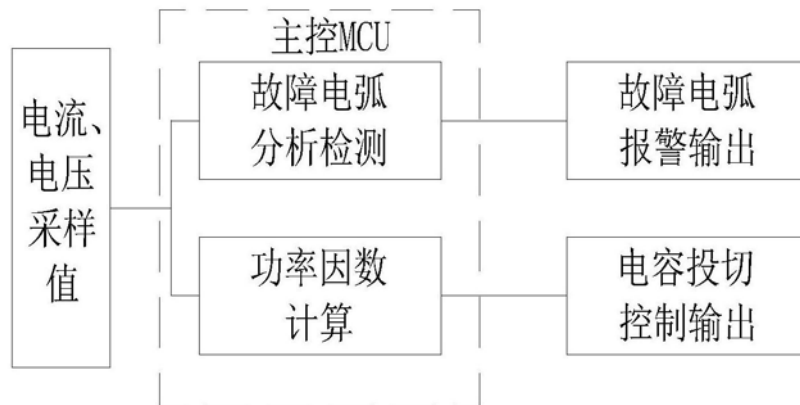 主控MCU
电流、
电压
采样
值
故障电弧
分析检测
故障电弧
报警输出
功率因数
计算
电容投切
控制输出